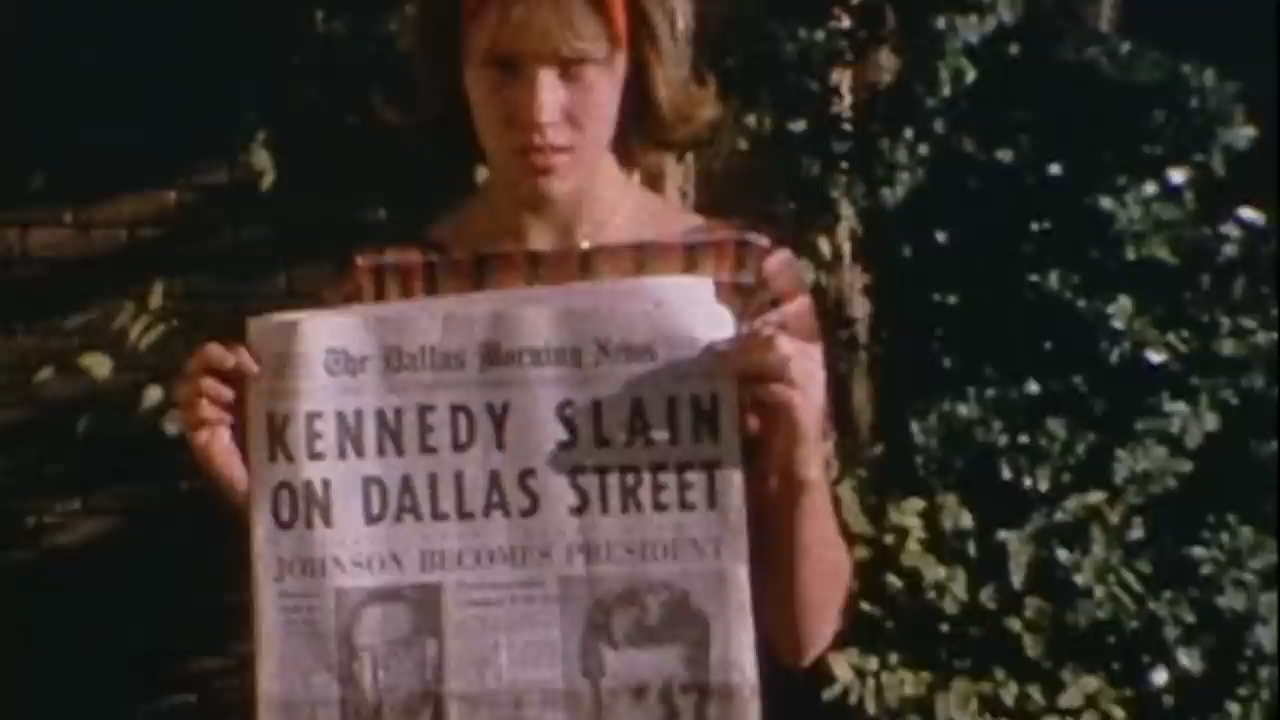 The Dallas Morning News
KENNEDY SLAIN
ON DALLAS STREET
JOHNSON BECOMES PRESIDENT